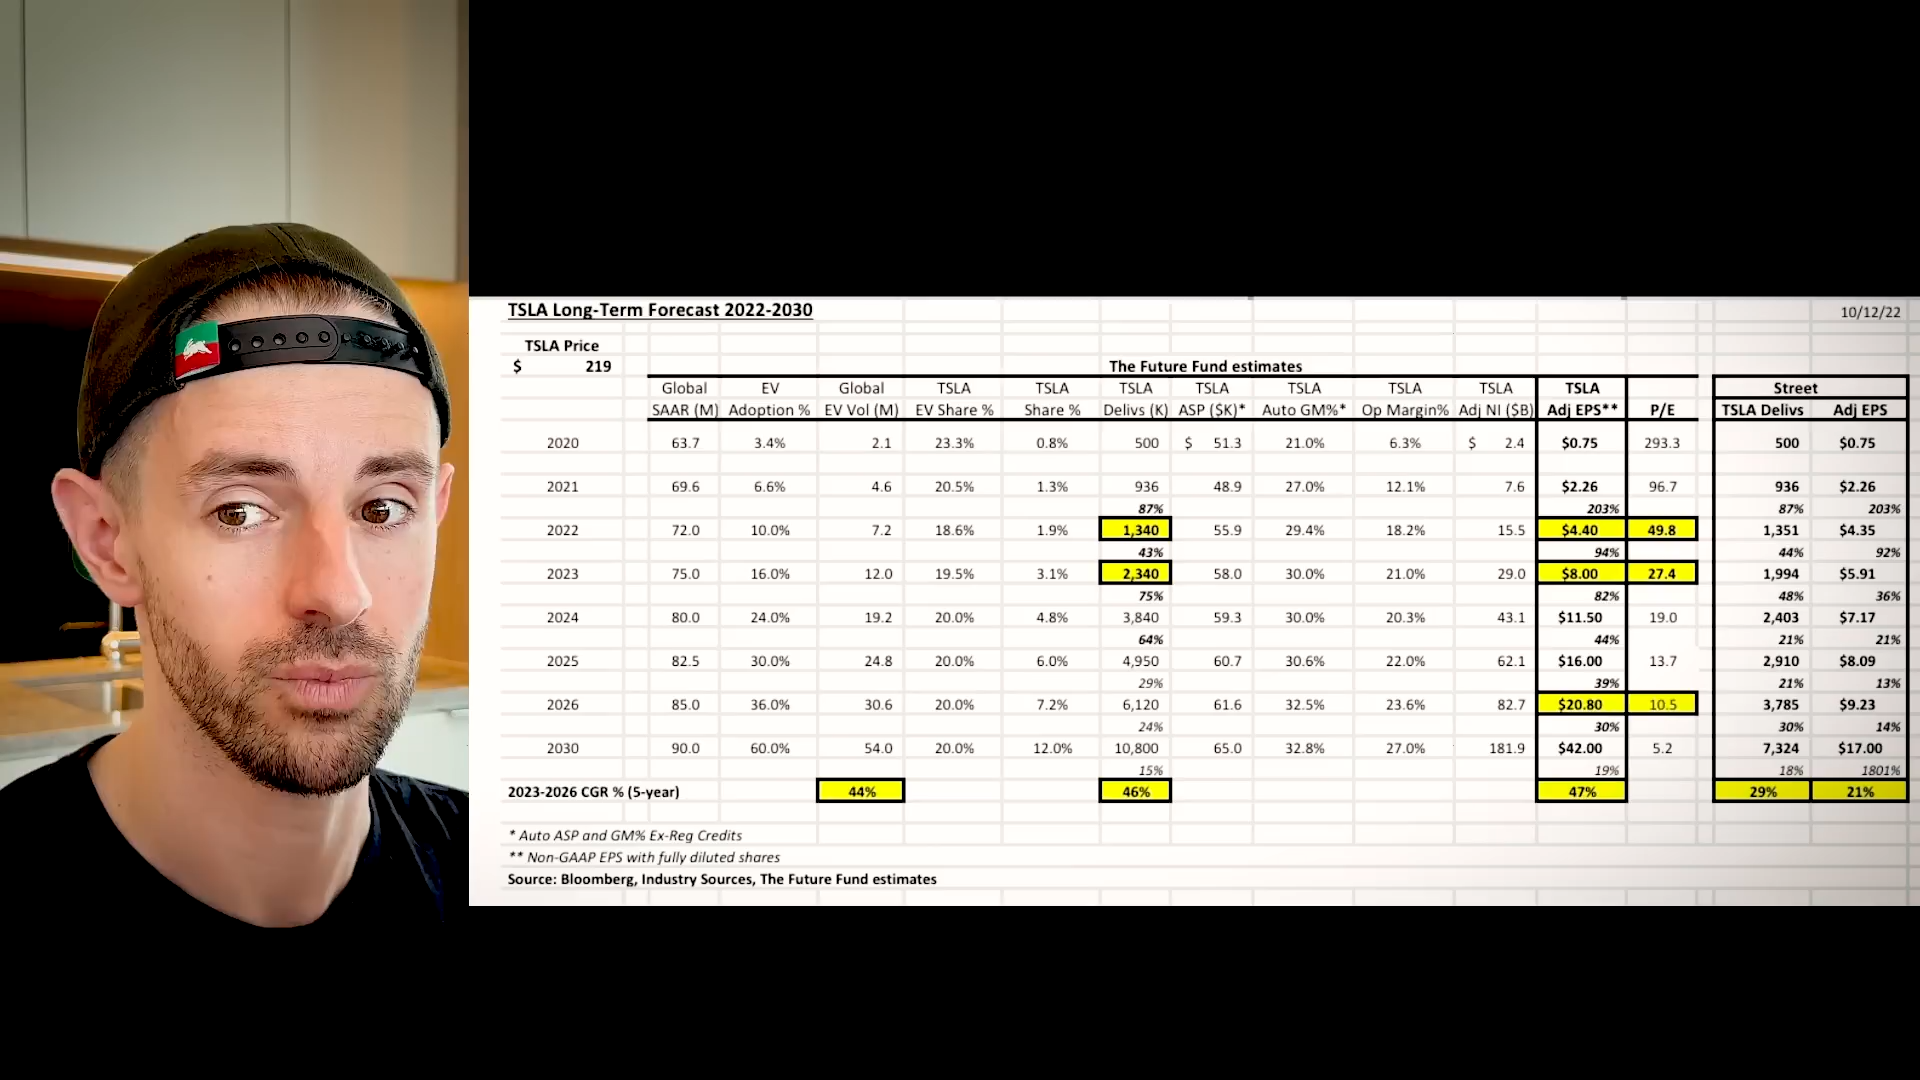 TSLA Long-Term Forecast 2022-2030 10/12/22
TSLA Price
$ 219 The Future Fund estimates
Global EV Global TSLA TSLA TSLA TSLA TSLA TSLA TSLA TSLA Street
SAAR (M) Adoption % EV Vol (M) EV Share % Share % Delivs (K) ASP ($K)* Auto GM%* Op Margin% Adj NI ($B) Adj EPS** P/E TSLA Delivs Adj EPS
2020 63.7 3.4% 2.1 23.3% 0.8% 500 $ 51.3 21.0% 6.3% $ 2.4 $0.75 293.3 500 $0.75
2021 69.6 6.6% 4.6 20.5% 1.3% 936 48.9 27.0% 12.1% 7.6 $2.26 96.7 936 $2.26
87% 203% 87% 203%
2022 72.0 10.0% 7.2 18.6% 1.9% 1,340 55.9 29.4% 18.2% 15.5 $4.40 49.8 1,351 $4.35
43% 94% 44% 92%
2023 75.0 16.0% 12.0 19.5% 3.1% 2,340 58.0 30.0% 21.0% 29.0 $8.00 27.4 1,994 $5.91
75% 82% 48% 36%
2024 80.0 24.0% 19.2 20.0% 4.8% 3,840 59.3 30.0% 20.3% 43.1 $11.50 19.0 2,403 $7.17
64% 44% 21% 21%
2025 82.5 30.0% 24.8 20.0% 6.0% 4,950 60.7 30.6% 22.0% 62.1 $16.00 13.7 2,910 $8.09
29% 39% 21% 13%
2026 85.0 36.0% 30.6 20.0% 7.2% 6,120 61.6 32.5% 23.6% 82.7 $20.80 10.5 3,785 $9.23
24% 30% 30% 14%
2030 90.0 60.0% 54.0 20.0% 12.0% 10,800 65.0 32.8% 27.0% 181.9 $42.00 5.2 7,324 $17.00
15% 19% 18% 1801%
2023-2026 CGR % (5-year) 44% 46% 47% 29% 21%
* Auto ASP and GM% Ex-Reg Credits
** Non-GAAP EPS with fully diluted shares
Source: Bloomberg, Industry Sources, The Future Fund estimates